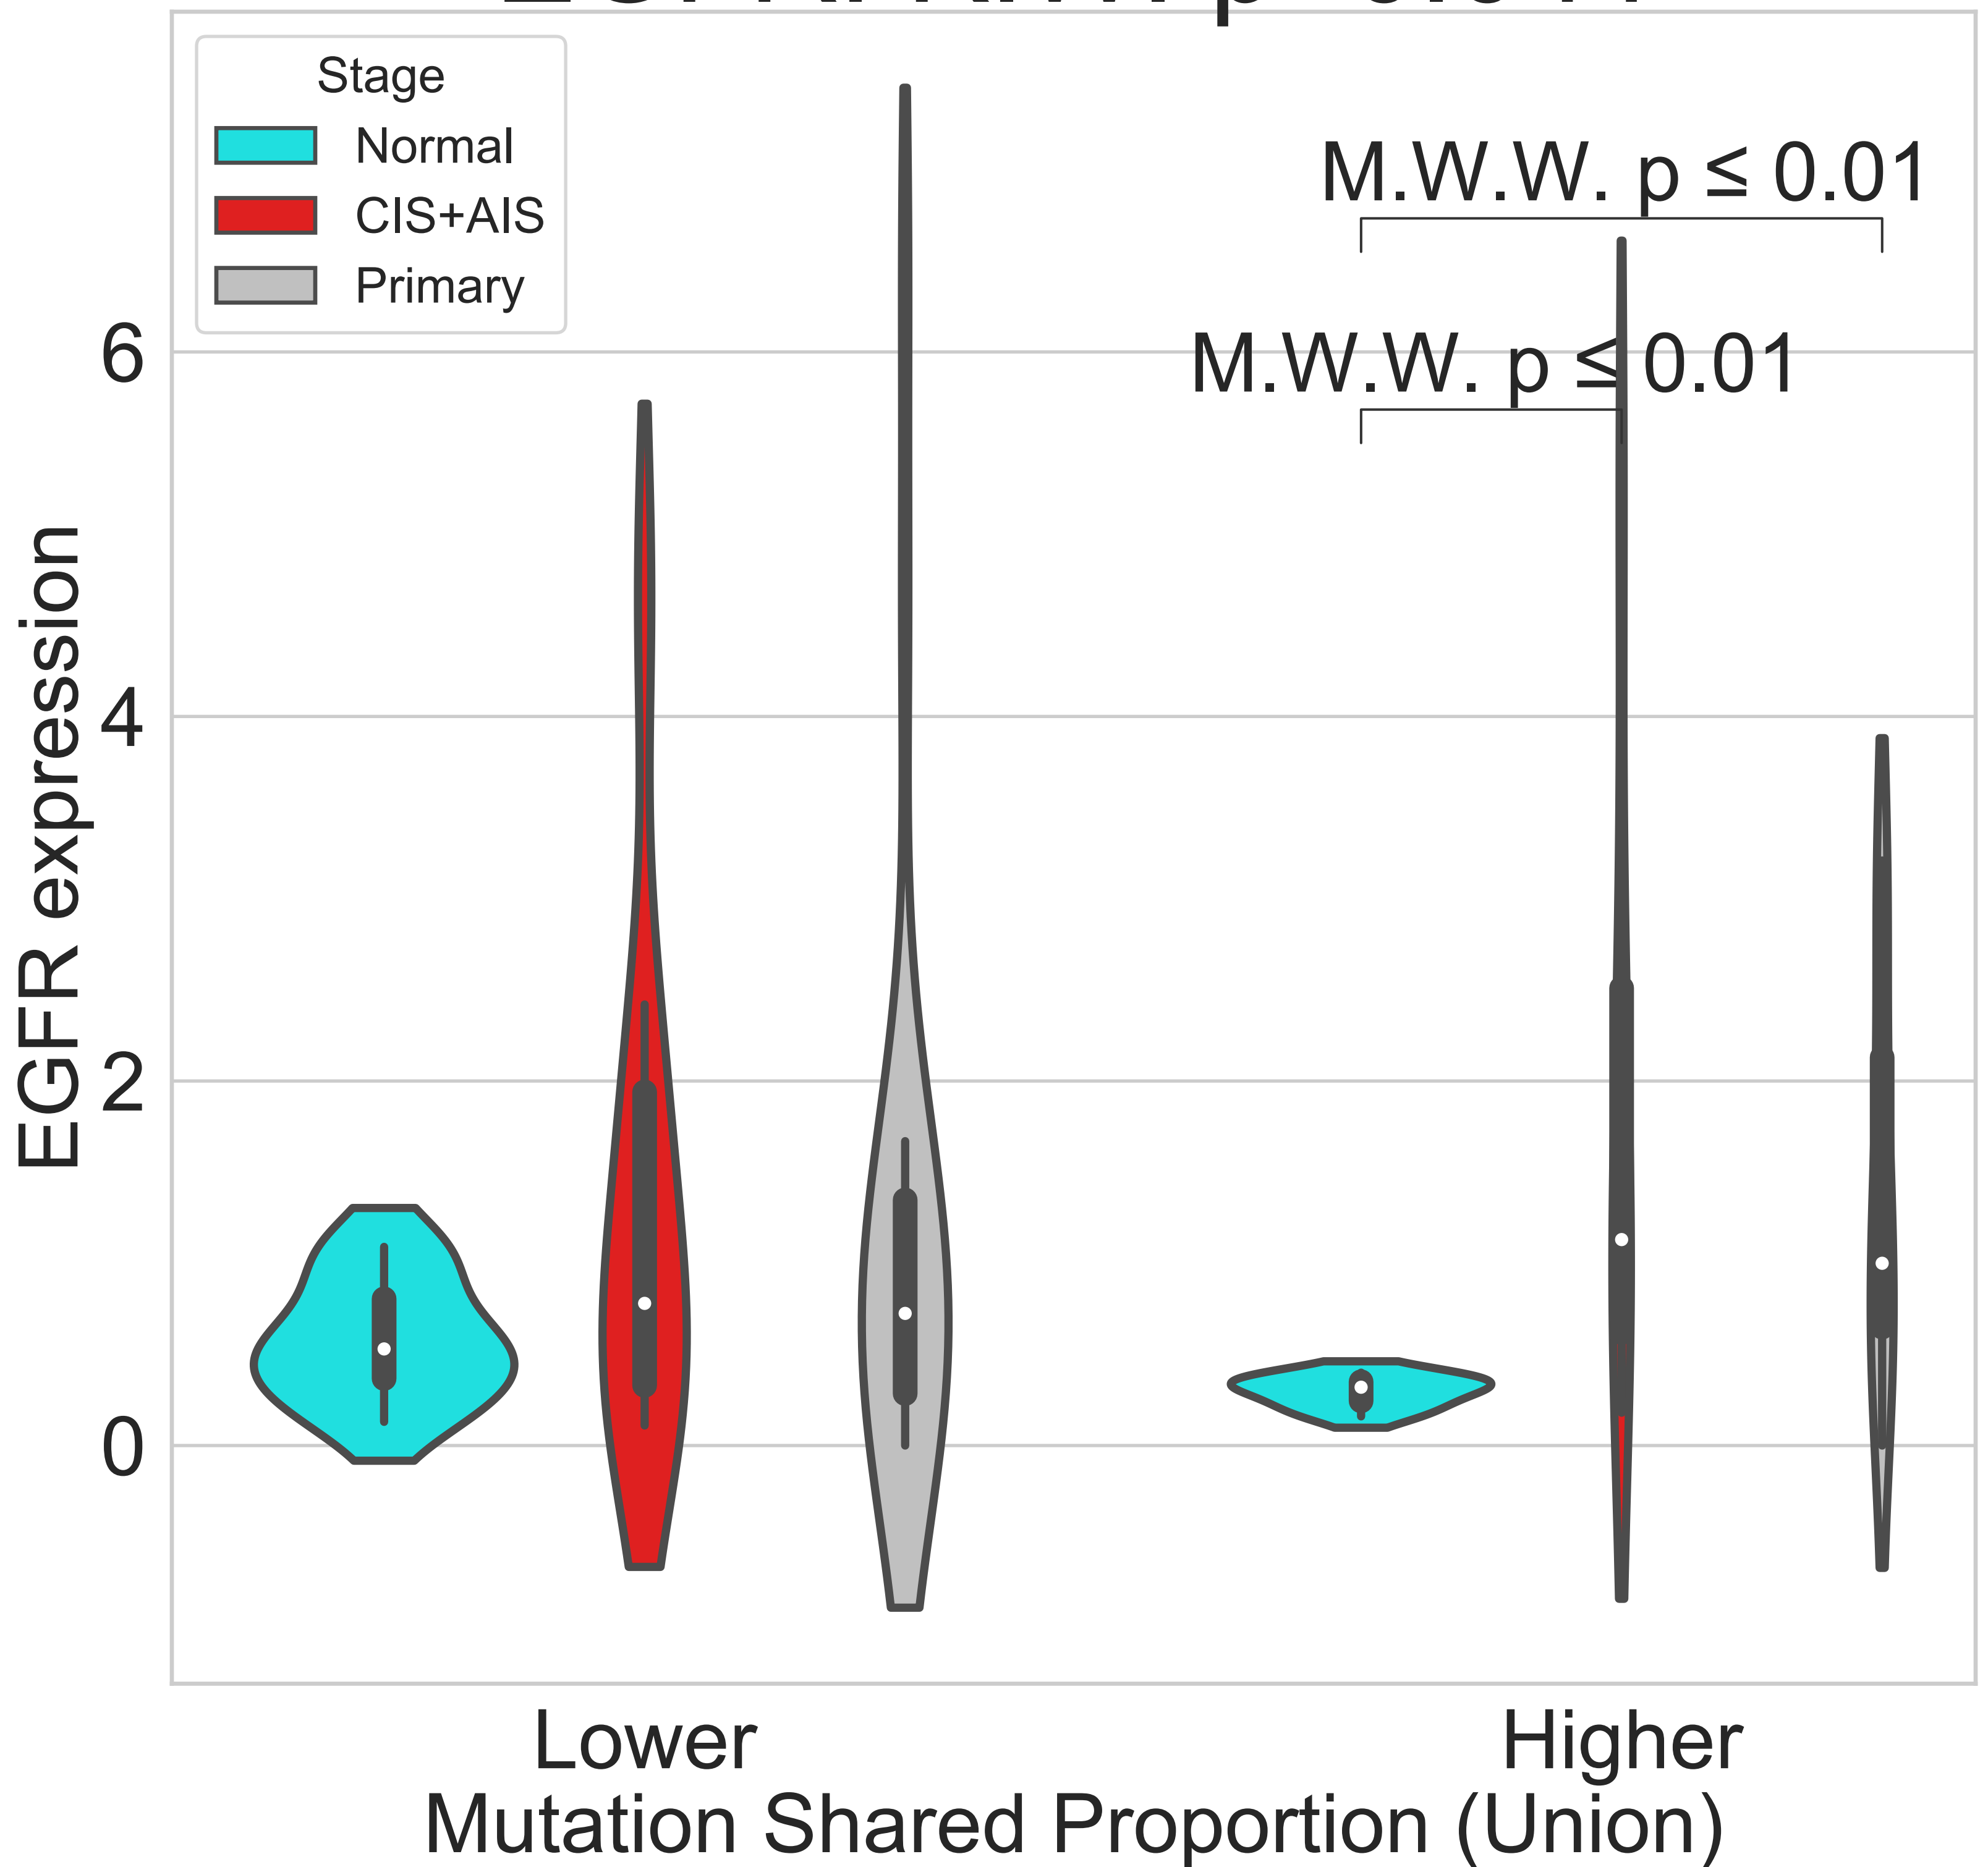 Stage
Normal
CIS+AIS
Primary
M.W.W. p ≤ 0.01
M.W.W. p ≤ 0.01
6
4
2
0
EGFR expression
Lower
Higher
Mutation Shared Proportion (Union)